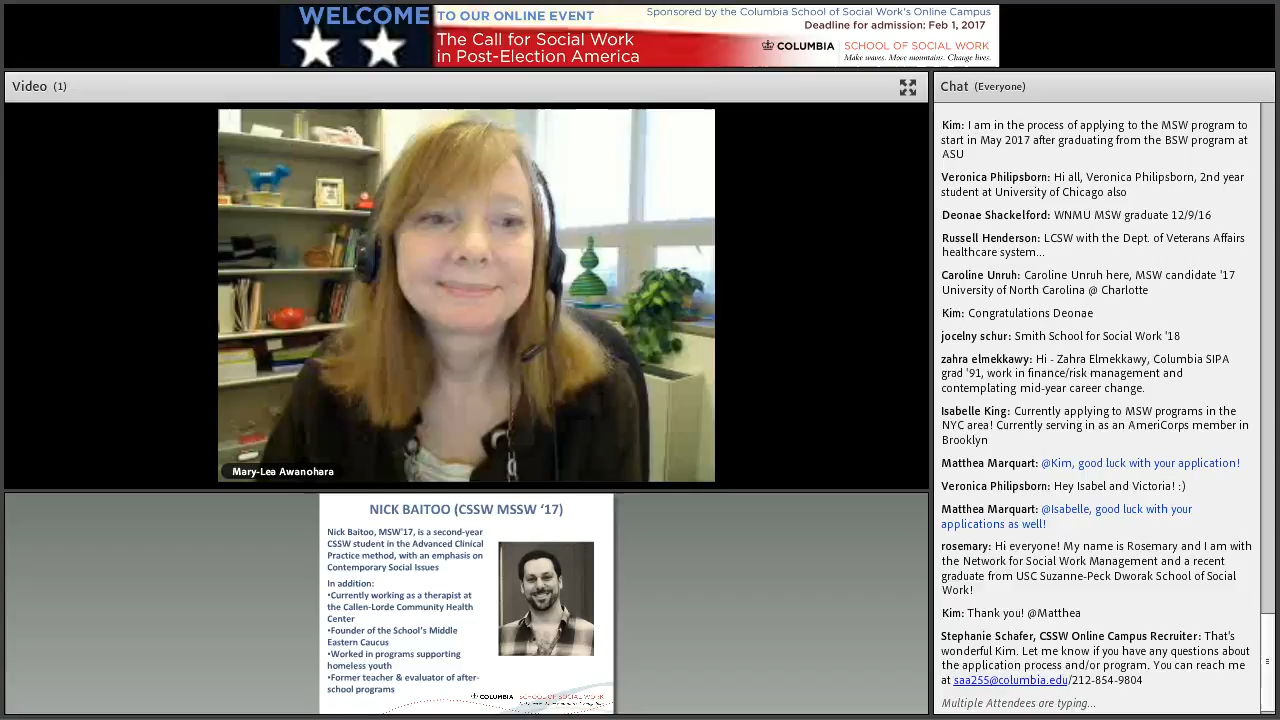 WELCOME TO OUR ONLINE EVENT
The Call for Social Work
in Post-Election America
Sponsored by the Columbia School of Social Work's Online Campus
Deadline for admission: Feb 1, 2017
COLUMBIA SCHOOL OF SOCIAL WORK
Make waves. Move mountains. Change lives.
Video (1)
Mary-Lea Awanohara
NICK BAITOO (CSSW MSSW ‘17)
Nick Baitoo, MSW'17, is a second-year
CSSW student in the Advanced Clinical
Practice method, with an emphasis on
Contemporary Social Issues
In addition:
•Currently working as a therapist at
the Callen-Lorde Community Health
Center
•Founder of the School’s Middle
Eastern Caucus
•Worked in programs supporting
homeless youth
•Former teacher & evaluator of after-
school programs
COLUMBIA SCHOOL OF SOCIAL WORK
Chat (Everyone)
Kim: I am in the process of applying to the MSW program to
start in May 2017 after graduating from the BSW program at
ASU
Veronica Philipsborn: Hi all, Veronica Philipsborn, 2nd year
student at University of Chicago also
Deonae Shackelford: WNMU MSW graduate 12/9/16
Russell Henderson: LCSW with the Dept. of Veterans Affairs
healthcare system...
Caroline Unruh: Caroline Unruh here, MSW candidate '17
University of North Carolina @ Charlotte
Kim: Congratulations Deonae
jocelny schur: Smith School for Social Work '18
zahra elmekkawy: Hi - Zahra Elmekkawy, Columbia SIPA
grad '91, work in finance/risk management and
contemplating mid-year career change.
Isabelle King: Currently applying to MSW programs in the
NYC area! Currently serving in as an AmeriCorps member in
Brooklyn
Matthea Marquart: @Kim, good luck with your application!
Veronica Philipsborn: Hey Isabel and Victoria! :)
Matthea Marquart: @Isabelle, good luck with your
applications as well!
rosemary: Hi everyone! My name is rosemary and I am with
the Network for Social Work Management and a recent
graduate from USC Suzanne-Peck Dworak School of Social
Work!
Kim: Thank you! @Matthea
Stephanie Schafer, CSSW Online Campus Recruiter: That's
wonderful Kim. Let me know if you have any questions about
the application process and/or program. You can reach me
at saa255@columbia.edu/212-854-9804
Multiple Attendees are typing...